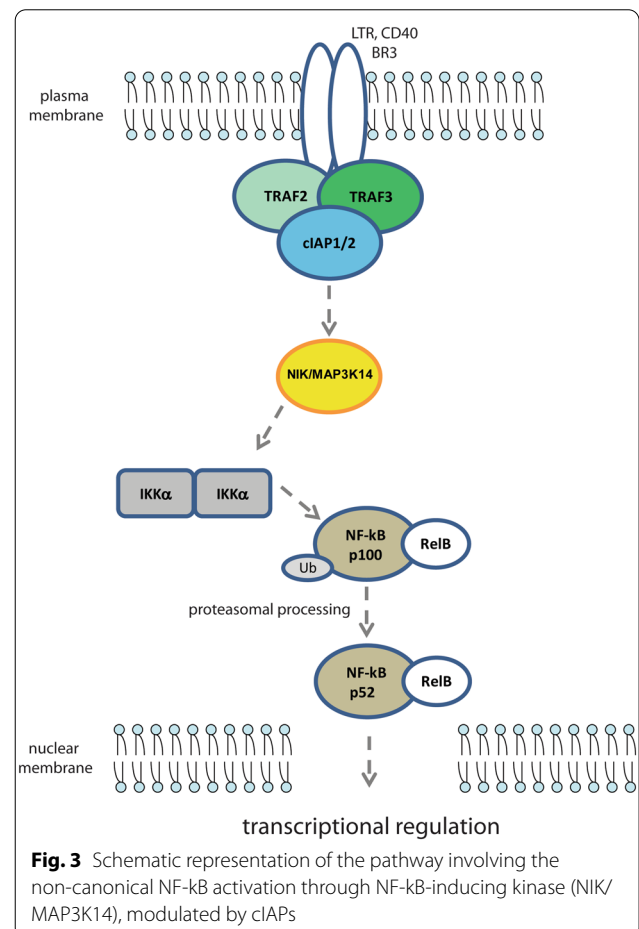 LTR, CD40
BR3
plasma
membrane
TRAF2
TRAF3
cIAP1/2
NIK/MAP3K14
IKKα
IKKα
NF-kB
p100
RelB
Ub
proteasomal processing
NF-kB
p52
RelB
nuclear
membrane
transcriptional regulation
Fig. 3 Schematic representation of the pathway involving the
non-canonical NF-kB activation through NF-kB-inducing kinase (NIK/
MAP3K14), modulated by cIAPs